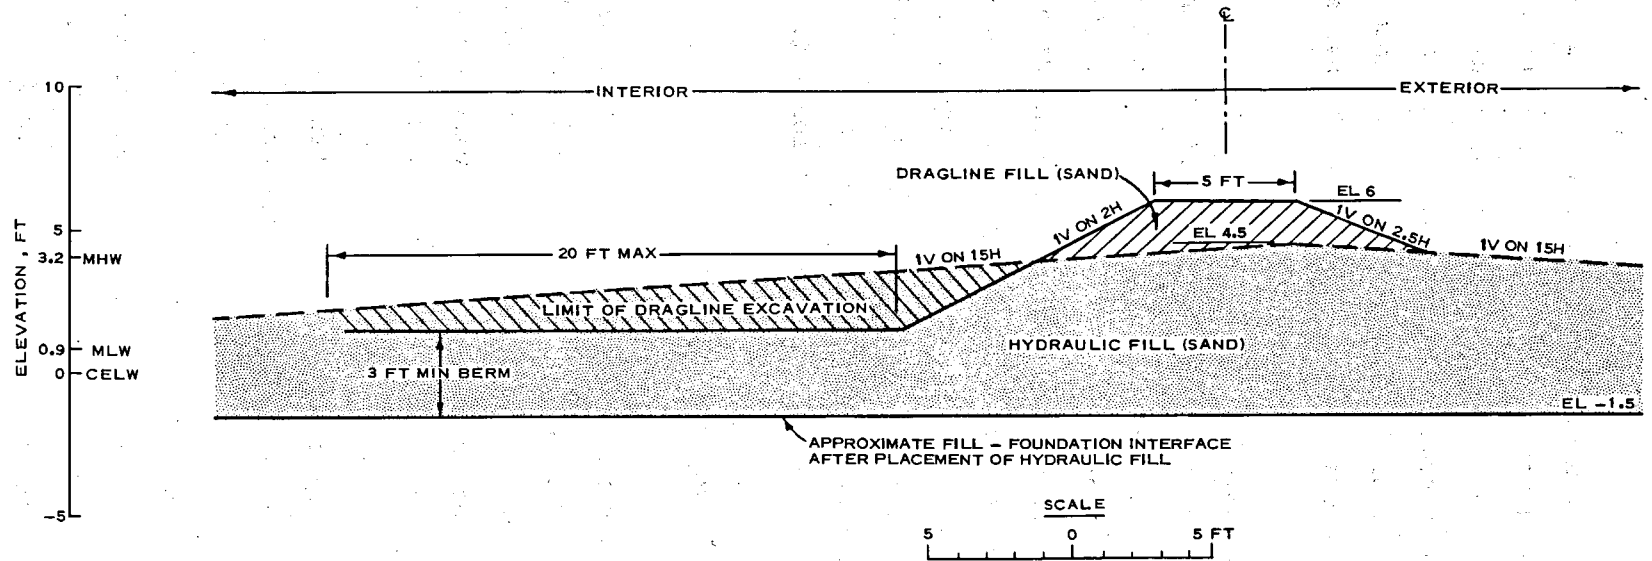 ℄
10
INTERIOR
EXTERIOR
DRAGLINE FILL (SAND)
5 FT
EL 6
1V ON 2H
EL 4.5
1V ON 2.5H
5
3.2 MHW
20 FT MAX
1V ON 15H
1V ON 15H
ELEVATION, FT
LIMIT OF DRAGLINE EXCAVATION
0.9 MLW
HYDRAULIC FILL (SAND)
0 CELW
3 FT MIN BERM
EL -1.5
APPROXIMATE FILL - FOUNDATION INTERFACE
AFTER PLACEMENT OF HYDRAULIC FILL
-5
SCALE
5 0 5 FT